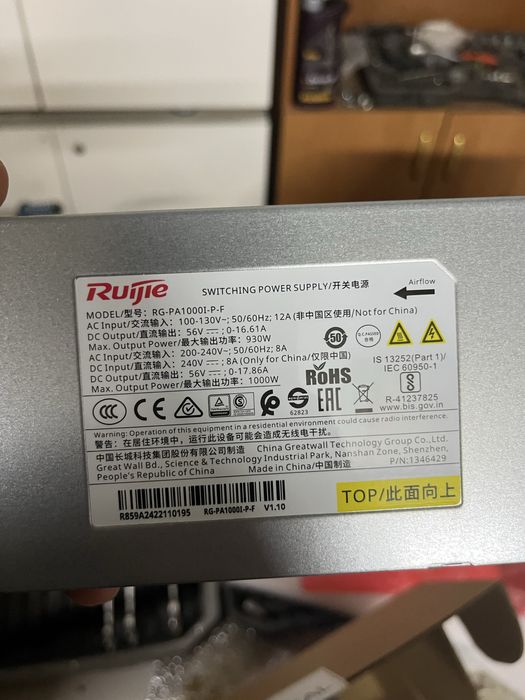 Ruijie
SWITCHING POWER SUPPLY/开关电源
Airflow
MODEL/型号: RG-PA1000I-P-F
AC Input/交流输入: 100-130V~; 50/60Hz; 12A (非中国区使用/Not for China)
DC Output/直流输出: 56V⎓; 0-16.61A
Max. Output Power/最大输出功率: 930W
AC Input/交流输入: 200-240V~; 50/60Hz; 8A
DC Input/直流输入: 240V⎓; 8A (Only for China/仅限中国)
DC Output/直流输出: 56V⎓; 0-17.86A
Max. Output Power/最大输出功率: 1000W
50
Q.C.PASSED
合格
IS 13252(Part 1)/
IEC 60950-1
R-41237825
www.bis.gov.in
RoHS
CCC
CE
62823
EAC
Warning: Operation of this equipment in a residential environment could cause radio interference.
警告: 在居住环境中，运行此设备可能会造成无线电干扰。
中国长城科技集团股份有限公司 China Greatwall Technology Group Co., Ltd.
Great Wall Bd., Science & Technology Industrial Park, Nanshan Zone, Shenzhen,
People's Republic of China
Made in China/中国制造
P/N:1346429
R859A2422110195
RG-PA1000I-P-F
V1.10
TOP/此面向上